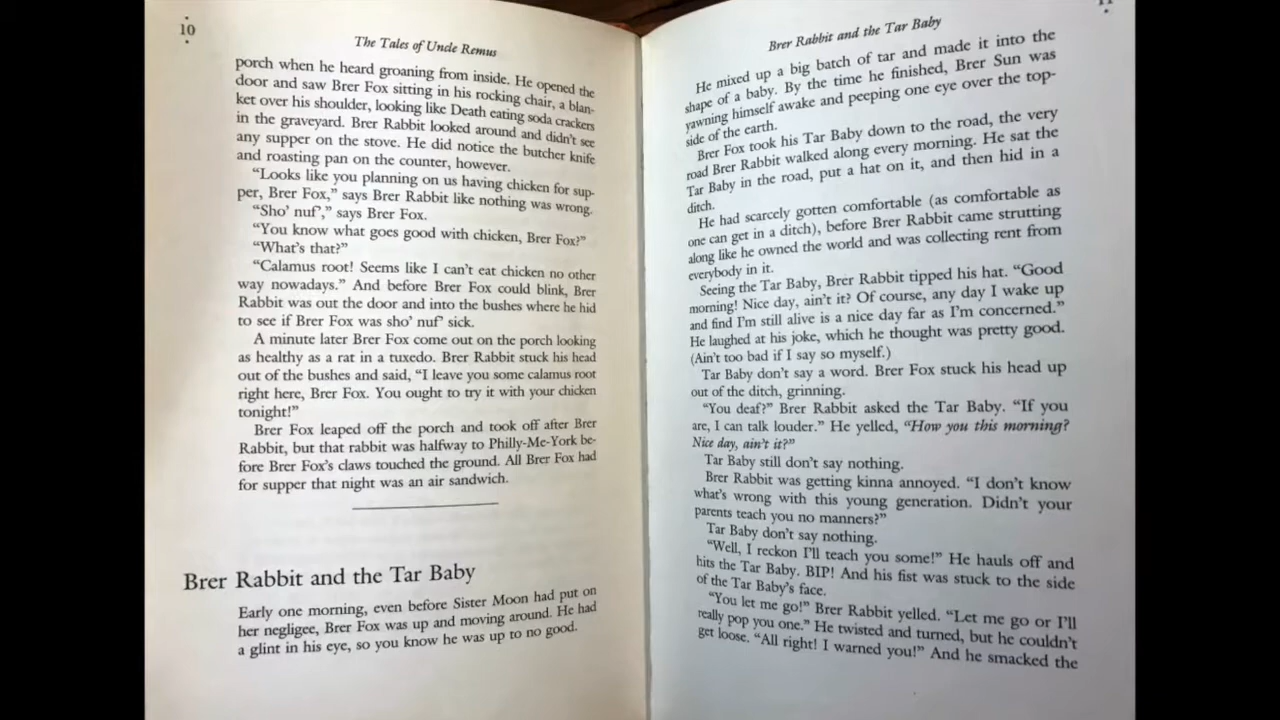 10
The Tales of Uncle Remus
porch when he heard groaning from inside. He opened the
door and saw Brer Fox sitting in his rocking chair, a blan-
ket over his shoulder, looking like Death eating soda crackers
in the graveyard. Brer Rabbit looked around and didn't see
any supper on the stove. He did notice the butcher knife
and roasting pan on the counter, however.
"Looks like you planning on us having chicken for sup-
per, Brer Fox," says Brer Rabbit like nothing was wrong.
"Sho' nuf'," says Brer Fox.
"You know what goes good with chicken, Brer Fox?"
"What's that?"
"Calamus root! Seems like I can't eat chicken no other
way nowadays." And before Brer Fox could blink, Brer
Rabbit was out the door and into the bushes where he hid
to see if Brer Fox was sho' nuf' sick.
A minute later Brer Fox come out on the porch looking
as healthy as a rat in a tuxedo. Brer Rabbit stuck his head
out of the bushes and said, "I leave you some calamus root
right here, Brer Fox. You ought to try it with your chicken
tonight!"
Brer Fox leaped off the porch and took off after Brer
Rabbit, but that rabbit was halfway to Philly-Me-York be-
fore Brer Fox's claws touched the ground. All Brer Fox had
for supper that night was an air sandwich.
Brer Rabbit and the Tar Baby
Early one morning, even before Sister Moon had put on
her negligee, Brer Fox was up and moving around. He had
a glint in his eye, so you know he was up to no good.
11
Brer Rabbit and the Tar Baby
He mixed up a big batch of tar and made it into the
shape of a baby. By the time he finished, Brer Sun was
yawning himself awake and peeping one eye over the top-
side of the earth.
Brer Fox took his Tar Baby down to the road, the very
road Brer Rabbit walked along every morning. He sat the
Tar Baby in the road, put a hat on it, and then hid in a
ditch.
He had scarcely gotten comfortable (as comfortable as
one can get in a ditch), before Brer Rabbit came strutting
along like he owned the world and was collecting rent from
everybody in it.
Seeing the Tar Baby, Brer Rabbit tipped his hat. "Good
morning! Nice day, ain't it? Of course, any day I wake up
and find I'm still alive is a nice day far as I'm concerned."
He laughed at his joke, which he thought was pretty good.
(Ain't too bad if I say so myself.)
Tar Baby don't say a word. Brer Fox stuck his head up
out of the ditch, grinning.
"You deaf?" Brer Rabbit asked the Tar Baby. "If you
are, I can talk louder." He yelled, "How you this morning?
Nice day, ain't it?"
Tar Baby still don't say nothing.
Brer Rabbit was getting kinna annoyed. "I don't know
what's wrong with this young generation. Didn't your
parents teach you no manners?"
Tar Baby don't say nothing.
"Well, I reckon I'll teach you some!" He hauls off and
hits the Tar Baby. BIP! And his fist was stuck to the side
of the Tar Baby's face.
"You let me go!" Brer Rabbit yelled. "Let me go or I'll
really pop you one." He twisted and turned, but he couldn't
get loose. "All right! I warned you!" And he smacked the